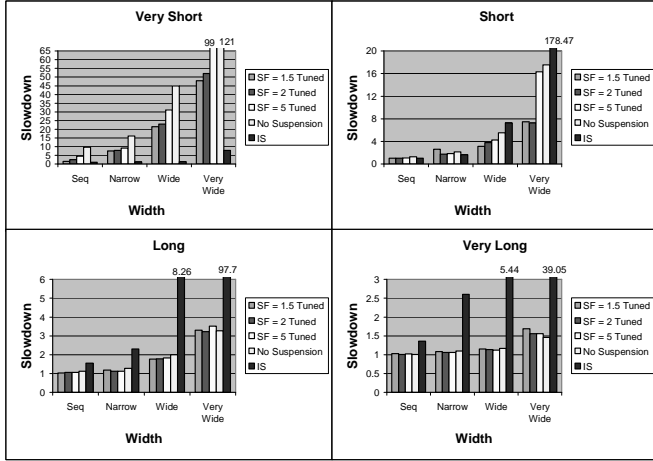 Very Short
99 121
65
60
55
50
45
40
35
30
25
20
15
10
5
0
Slowdown
Seq Narrow Wide Very Wide
Width
SF = 1.5 Tuned
SF = 2 Tuned
SF = 5 Tuned
No Suspension
IS
Short
178.47
20
16
12
8
4
0
Slowdown
Seq Narrow Wide Very Wide
Width
SF = 1.5 Tuned
SF = 2 Tuned
SF = 5 Tuned
No Suspension
IS
Long
8.26 97.7
6
5
4
3
2
1
0
Slowdown
Seq Narrow Wide Very Wide
Width
SF = 1.5 Tuned
SF = 2 Tuned
SF = 5 Tuned
No Suspension
IS
Very Long
5.44 39.05
3
2.5
2
1.5
1
0.5
0
Slowdown
Seq Narrow Wide Very Wide
Width
SF = 1.5 Tuned
SF = 2 Tuned
SF = 5 Tuned
No Suspension
IS